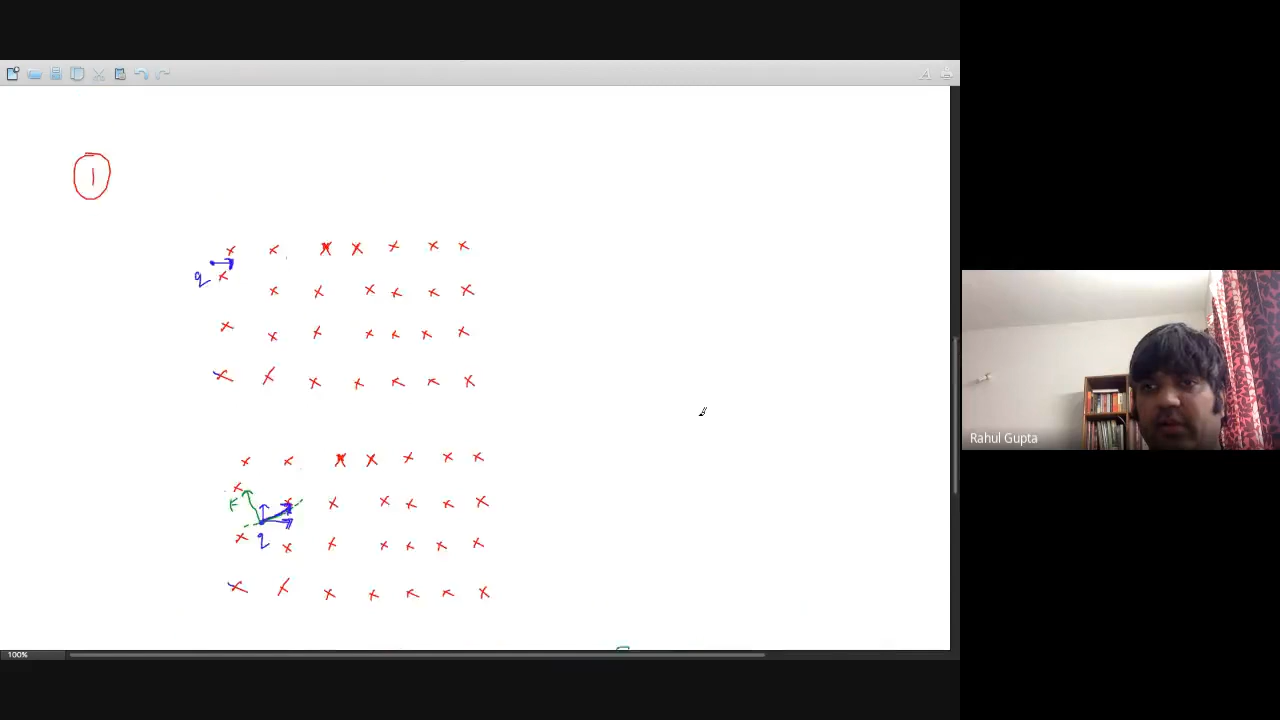 1
x x x x x x x
q x
x x x x x x
x x x x x x x
x x x x x x x
x x x x x x x
x
F x x x x x x
q
x x x x x x x
x x x x x x x
100%
Rahul Gupta